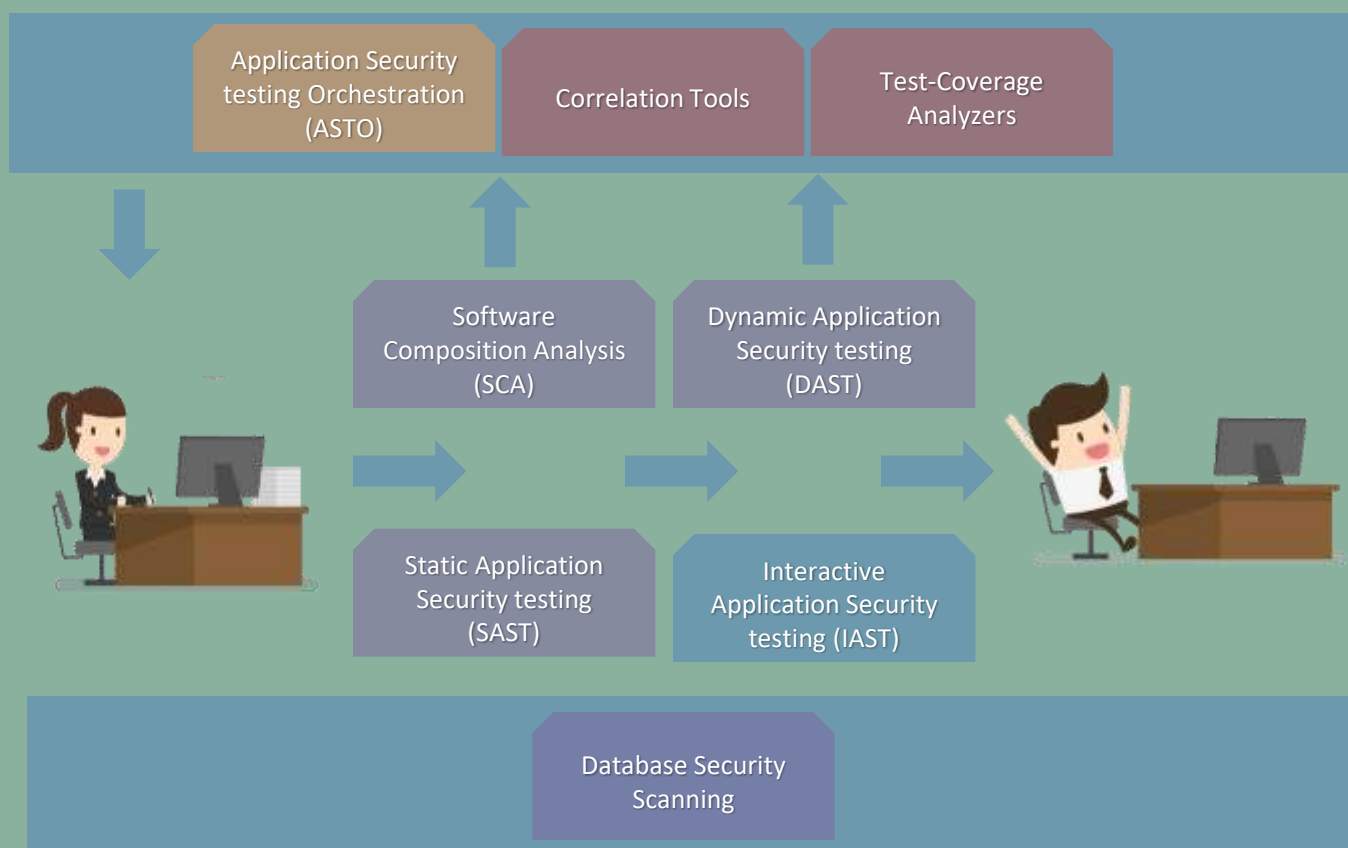 Application Security
testing Orchestration
(ASTO)
Correlation Tools
Test-Coverage
Analyzers
Software
Composition Analysis
(SCA)
Dynamic Application
Security testing
(DAST)
Static Application
Security testing
(SAST)
Interactive
Application Security
testing (IAST)
Database Security
Scanning